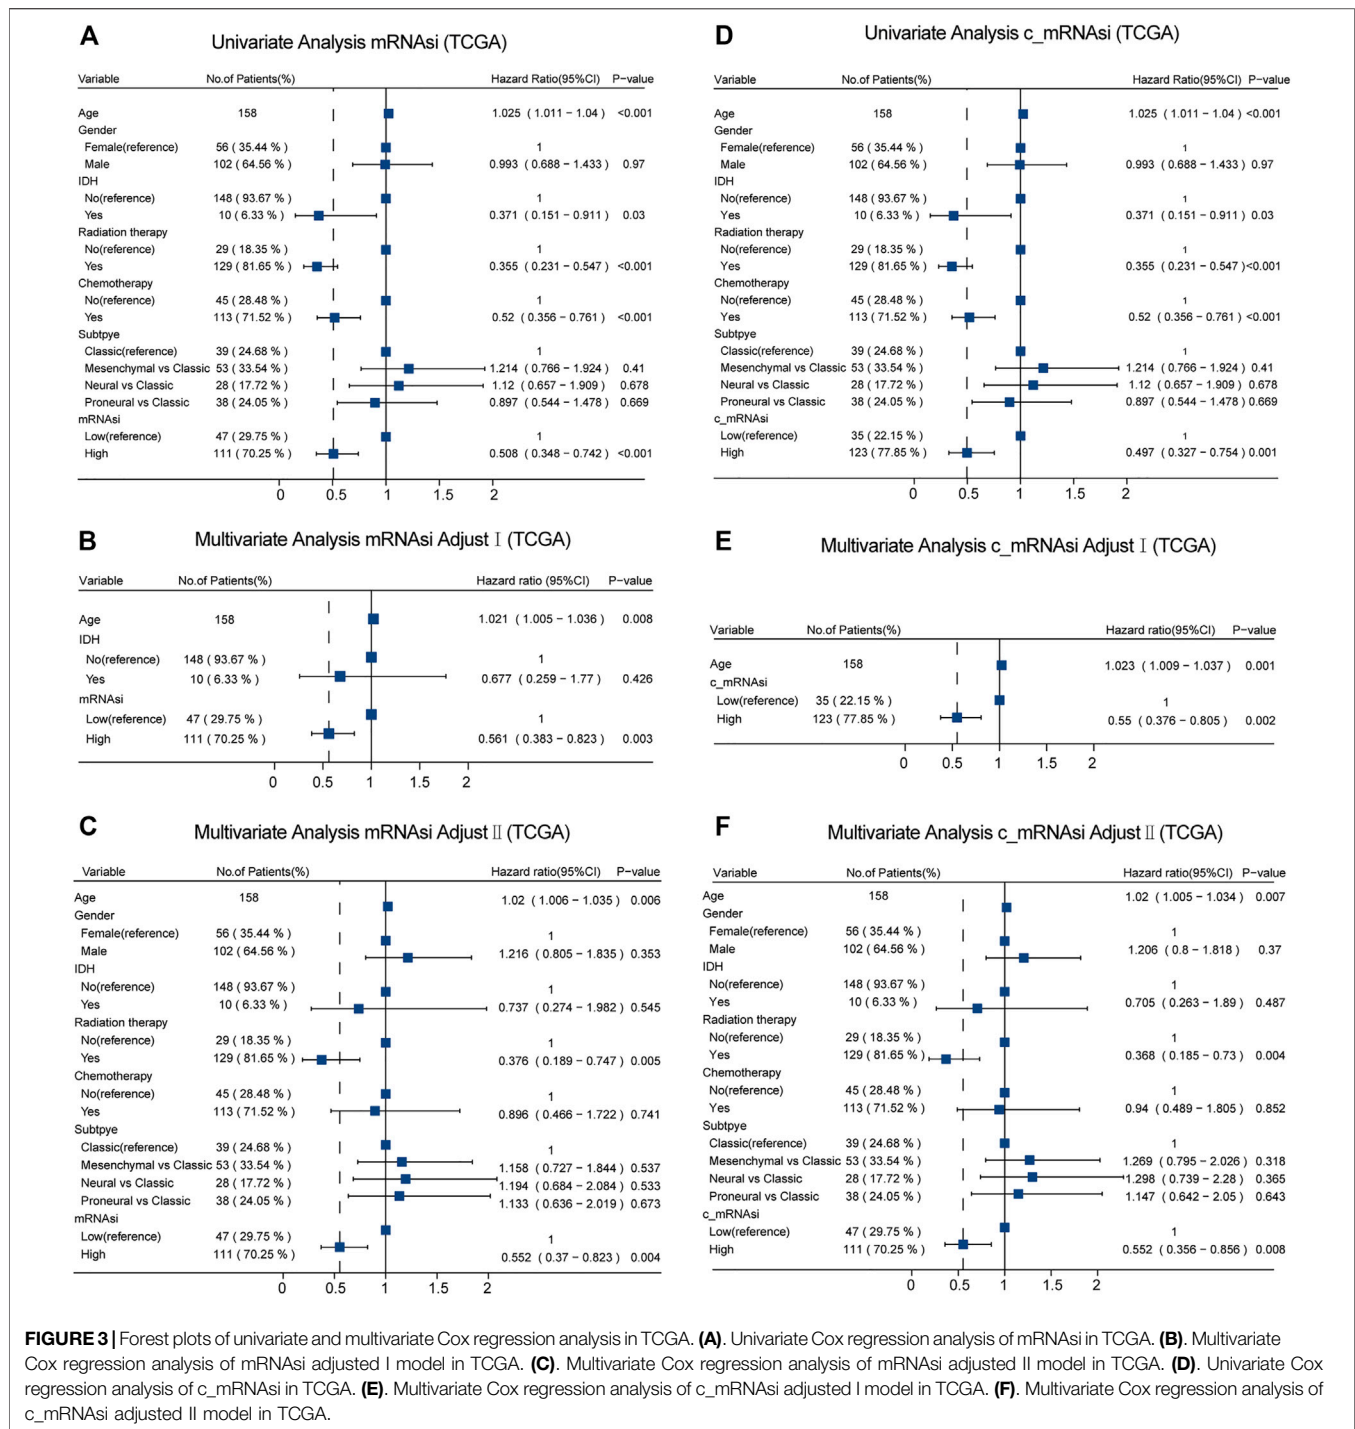 A
Univariate Analysis mRNAsi (TCGA)
Variable No.of Patients(%) Hazard Ratio(95%CI) P−value
Age 158 1.025 ( 1.011 − 1.04 ) <0.001
Gender
Female(reference) 56 ( 35.44 % ) 1
Male 102 ( 64.56 % ) 0.993 ( 0.688 − 1.433 ) 0.97
IDH
No(reference) 148 ( 93.67 % ) 1
Yes 10 ( 6.33 % ) 0.371 ( 0.151 − 0.911 ) 0.03
Radiation therapy
No(reference) 29 ( 18.35 % ) 1
Yes 129 ( 81.65 % ) 0.355 ( 0.231 − 0.547 ) <0.001
Chemotherapy
No(reference) 45 ( 28.48 % ) 1
Yes 113 ( 71.52 % ) 0.52 ( 0.356 − 0.761 ) <0.001
Subtpye
Classic(reference) 39 ( 24.68 % ) 1
Mesenchymal vs Classic 53 ( 33.54 % ) 1.214 ( 0.766 − 1.924 ) 0.41
Neural vs Classic 28 ( 17.72 % ) 1.12 ( 0.657 − 1.909 ) 0.678
Proneural vs Classic 38 ( 24.05 % ) 0.897 ( 0.544 − 1.478 ) 0.669
mRNAsi
Low(reference) 47 ( 29.75 % ) 1
High 111 ( 70.25 % ) 0.508 ( 0.348 − 0.742 ) <0.001
0 0.5 1 1.5 2
B
Multivariate Analysis mRNAsi Adjust Ⅰ (TCGA)
Variable No.of Patients(%) Hazard ratio (95%CI) P−value
Age 158 1.021 ( 1.005 − 1.036 ) 0.008
IDH
No(reference) 148 ( 93.67 % ) 1
Yes 10 ( 6.33 % ) 0.677 ( 0.259 − 1.77 ) 0.426
mRNAsi
Low(reference) 47 ( 29.75 % ) 1
High 111 ( 70.25 % ) 0.561 ( 0.383 − 0.823 ) 0.003
0 0.5 1 1.5 2
C
Multivariate Analysis mRNAsi Adjust Ⅱ (TCGA)
Variable No.of Patients(%) Hazard ratio(95%CI) P−value
Age 158 1.02 ( 1.006 − 1.035 ) 0.006
Gender
Female(reference) 56 ( 35.44 % ) 1
Male 102 ( 64.56 % ) 1.216 ( 0.805 − 1.835 ) 0.353
IDH
No(reference) 148 ( 93.67 % ) 1
Yes 10 ( 6.33 % ) 0.737 ( 0.274 − 1.982 ) 0.545
Radiation therapy
No(reference) 29 ( 18.35 % ) 1
Yes 129 ( 81.65 % ) 0.376 ( 0.189 − 0.747 ) 0.005
Chemotherapy
No(reference) 45 ( 28.48 % ) 1
Yes 113 ( 71.52 % ) 0.896 ( 0.466 − 1.722 ) 0.741
Subtpye
Classic(reference) 39 ( 24.68 % ) 1
Mesenchymal vs Classic 53 ( 33.54 % ) 1.158 ( 0.727 − 1.844 ) 0.537
Neural vs Classic 28 ( 17.72 % ) 1.194 ( 0.684 − 2.084 ) 0.533
Proneural vs Classic 38 ( 24.05 % ) 1.133 ( 0.636 − 2.019 ) 0.673
mRNAsi
Low(reference) 47 ( 29.75 % ) 1
High 111 ( 70.25 % ) 0.552 ( 0.37 − 0.823 ) 0.004
0 0.5 1 1.5 2
D
Univariate Analysis c_mRNAsi (TCGA)
Variable No.of Patients(%) Hazard Ratio(95%CI) P−value
Age 158 1.025 ( 1.011 − 1.04 ) <0.001
Gender
Female(reference) 56 ( 35.44 % ) 1
Male 102 ( 64.56 % ) 0.993 ( 0.688 − 1.433 ) 0.97
IDH
No(reference) 148 ( 93.67 % ) 1
Yes 10 ( 6.33 % ) 0.371 ( 0.151 − 0.911 ) 0.03
Radiation therapy
No(reference) 29 ( 18.35 % ) 1
Yes 129 ( 81.65 % ) 0.355 ( 0.231 − 0.547 ) <0.001
Chemotherapy
No(reference) 45 ( 28.48 % ) 1
Yes 113 ( 71.52 % ) 0.52 ( 0.356 − 0.761 ) <0.001
Subtpye
Classic(reference) 39 ( 24.68 % ) 1
Mesenchymal vs Classic 53 ( 33.54 % ) 1.214 ( 0.766 − 1.924 ) 0.41
Neural vs Classic 28 ( 17.72 % ) 1.12 ( 0.657 − 1.909 ) 0.678
Proneural vs Classic 38 ( 24.05 % ) 0.897 ( 0.544 − 1.478 ) 0.669
c_mRNAsi
Low(reference) 35 ( 22.15 % ) 1
High 123 ( 77.85 % ) 0.497 ( 0.327 − 0.754 ) 0.001
0 0.5 1 1.5 2
E
Multivariate Analysis c_mRNAsi Adjust Ⅰ (TCGA)
Variable No.of Patients(%) Hazard ratio(95%CI) P−value
Age 158 1.023 ( 1.009 − 1.037 ) 0.001
c_mRNAsi
Low(reference) 35 ( 22.15 % ) 1
High 123 ( 77.85 % ) 0.55 ( 0.376 − 0.805 ) 0.002
0 0.5 1 1.5 2
F
Multivariate Analysis c_mRNAsi Adjust Ⅱ (TCGA)
Variable No.of Patients(%) Hazard ratio(95%CI) P−value
Age 158 1.02 ( 1.005 − 1.034 ) 0.007
Gender
Female(reference) 56 ( 35.44 % ) 1
Male 102 ( 64.56 % ) 1.206 ( 0.8 − 1.818 ) 0.37
IDH
No(reference) 148 ( 93.67 % ) 1
Yes 10 ( 6.33 % ) 0.705 ( 0.263 − 1.89 ) 0.487
Radiation therapy
No(reference) 29 ( 18.35 % ) 1
Yes 129 ( 81.65 % ) 0.368 ( 0.185 − 0.73 ) 0.004
Chemotherapy
No(reference) 45 ( 28.48 % ) 1
Yes 113 ( 71.52 % ) 0.94 ( 0.489 − 1.805 ) 0.852
Subtpye
Classic(reference) 39 ( 24.68 % ) 1
Mesenchymal vs Classic 53 ( 33.54 % ) 1.269 ( 0.795 − 2.026 ) 0.318
Neural vs Classic 28 ( 17.72 % ) 1.298 ( 0.739 − 2.28 ) 0.365
Proneural vs Classic 38 ( 24.05 % ) 1.147 ( 0.642 − 2.05 ) 0.643
c_mRNAsi
Low(reference) 47 ( 29.75 % ) 1
High 111 ( 70.25 % ) 0.552 ( 0.356 − 0.856 ) 0.008
0 0.5 1 1.5 2
FIGURE 3 | Forest plots of univariate and multivariate Cox regression analysis in TCGA. (A). Univariate Cox regression analysis of mRNAsi in TCGA. (B). Multivariate
Cox regression analysis of mRNAsi adjusted I model in TCGA. (C). Multivariate Cox regression analysis of mRNAsi adjusted II model in TCGA. (D). Univariate Cox
regression analysis of c_mRNAsi in TCGA. (E). Multivariate Cox regression analysis of c_mRNAsi adjusted I model in TCGA. (F). Multivariate Cox regression analysis of
c_mRNAsi adjusted II model in TCGA.